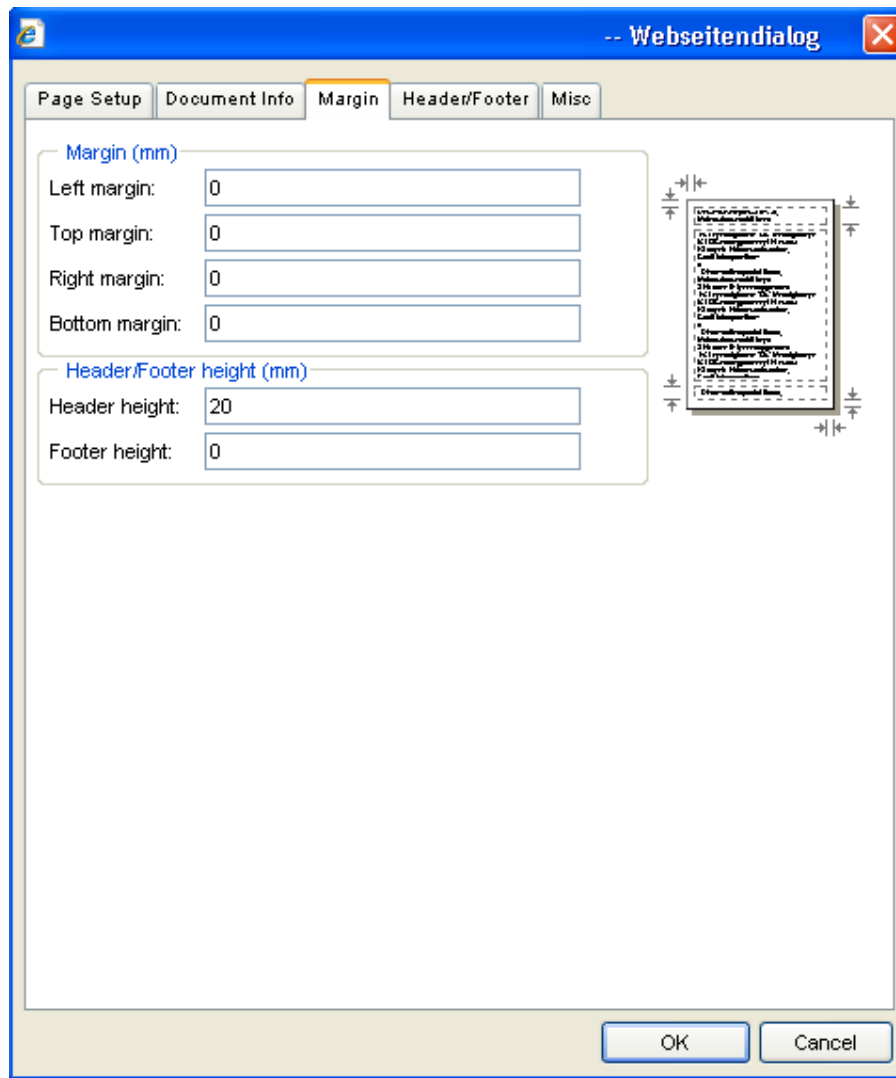 -- Webseitendialog
Page Setup Document Info Margin Header/Footer Misc
Margin (mm)
Left margin: 0
Top margin: 0
Right margin: 0
Bottom margin: 0
Header/Footer height (mm)
Header height: 20
Footer height: 0
OK Cancel